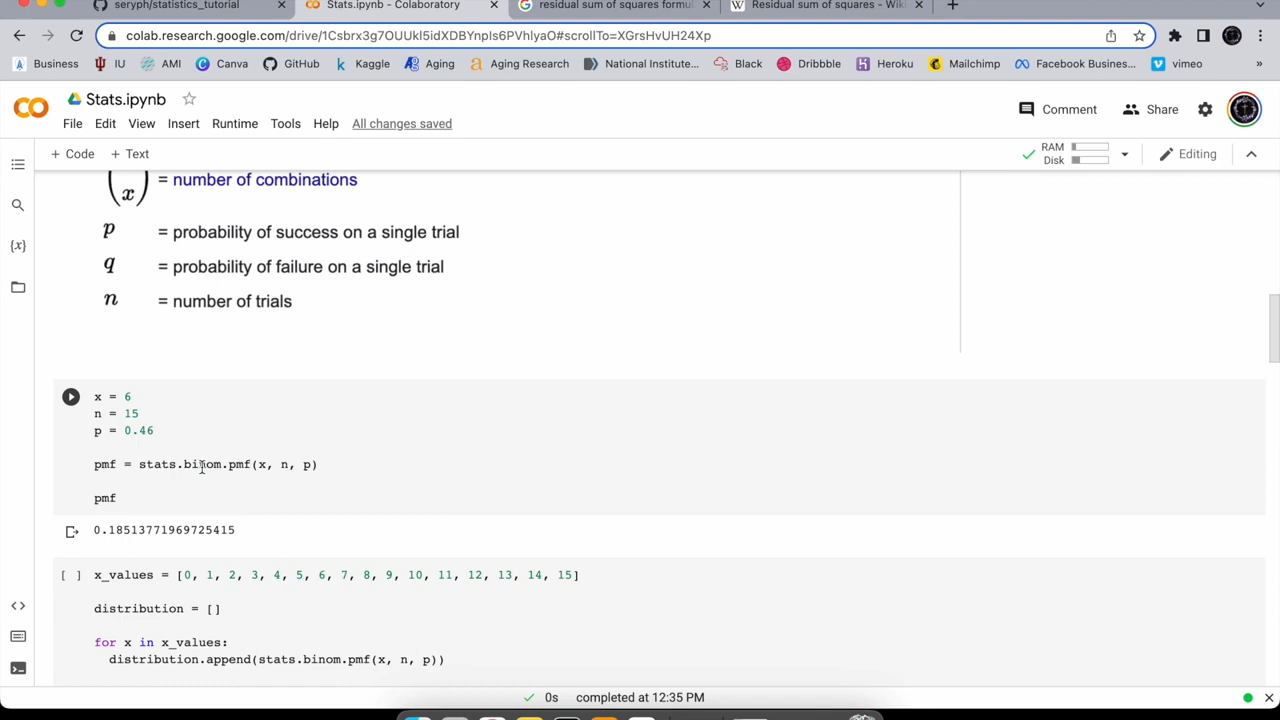 seryph/statistics_tutorial
Stats.ipynb - Colaboratory
residual sum of squares formul
Residual sum of squares - Wiki
colab.research.google.com/drive/1Csbrx3g7OUUkl5idXDBYnpIs6PVhlyaO#scrollTo=XGrsHvUH24Xp
Business
IU
AMI
Canva
GitHub
Kaggle
Aging
Aging Research
National Institute...
Black
Dribbble
Heroku
Mailchimp
Facebook Busines...
vimeo
»
Stats.ipynb
Comment
Share
File Edit View Insert Runtime Tools Help All changes saved
+ Code + Text
RAM
Disk
Editing
(x) = number of combinations
p = probability of success on a single trial
q = probability of failure on a single trial
n = number of trials
x = 6
n = 15
p = 0.46
pmf = stats.binom.pmf(x, n, p)
pmf
0.18513771969725415
[ ] x_values = [0, 1, 2, 3, 4, 5, 6, 7, 8, 9, 10, 11, 12, 13, 14, 15]
distribution = []
for x in x_values:
distribution.append(stats.binom.pmf(x, n, p))
0s completed at 12:35 PM